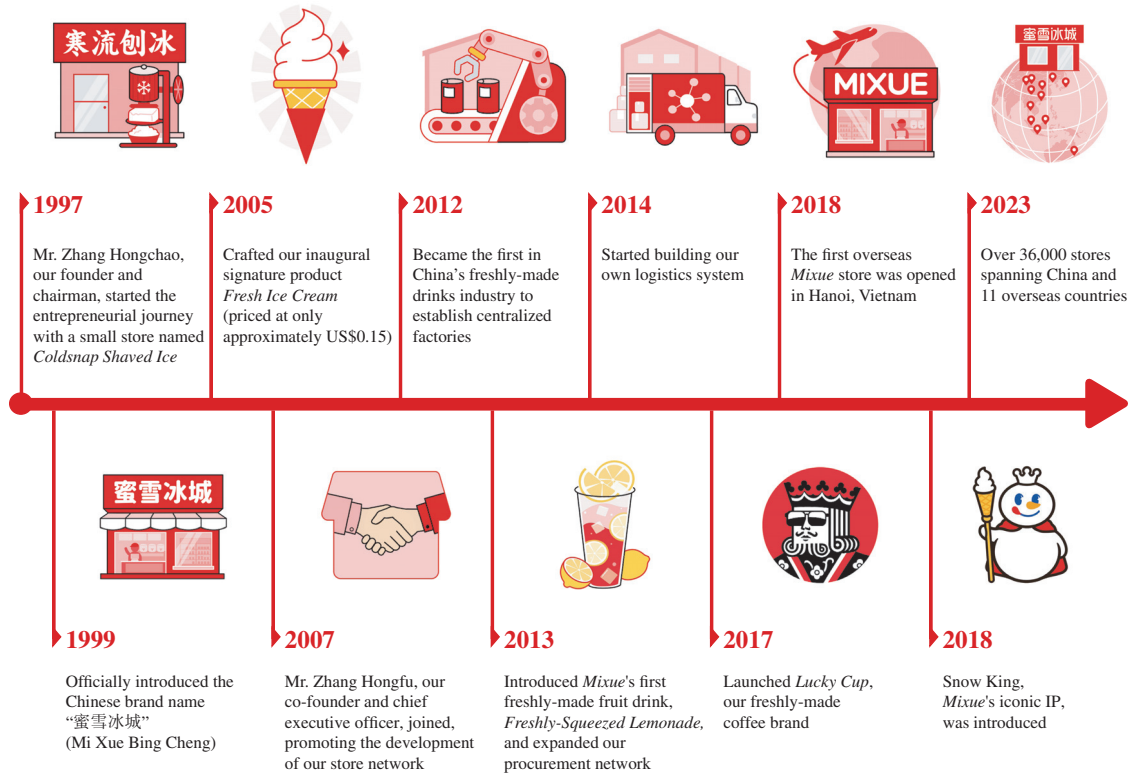 寒流刨冰
MIXUE
蜜雪冰城
1997
Mr. Zhang Hongchao,
our founder and
chairman, started the
entrepreneurial journey
with a small store named
Coldsnap Shaved Ice
2005
Crafted our inaugural
signature product
Fresh Ice Cream
(priced at only
approximately US$0.15)
2012
Became the first in
China's freshly-made
drinks industry to
establish centralized
factories
2014
Started building our
own logistics system
2018
The first overseas
Mixue store was opened
in Hanoi, Vietnam
2023
Over 36,000 stores
spanning China and
11 overseas countries
蜜雪冰城
1999
Officially introduced the
Chinese brand name
“蜜雪冰城”
(Mi Xue Bing Cheng)
2007
Mr. Zhang Hongfu, our
co-founder and chief
executive officer, joined,
promoting the development
of our store network
2013
Introduced Mixue's first
freshly-made fruit drink,
Freshly-Squeezed Lemonade,
and expanded our
procurement network
2017
Launched Lucky Cup,
our freshly-made
coffee brand
2018
Snow King,
Mixue's iconic IP,
was introduced